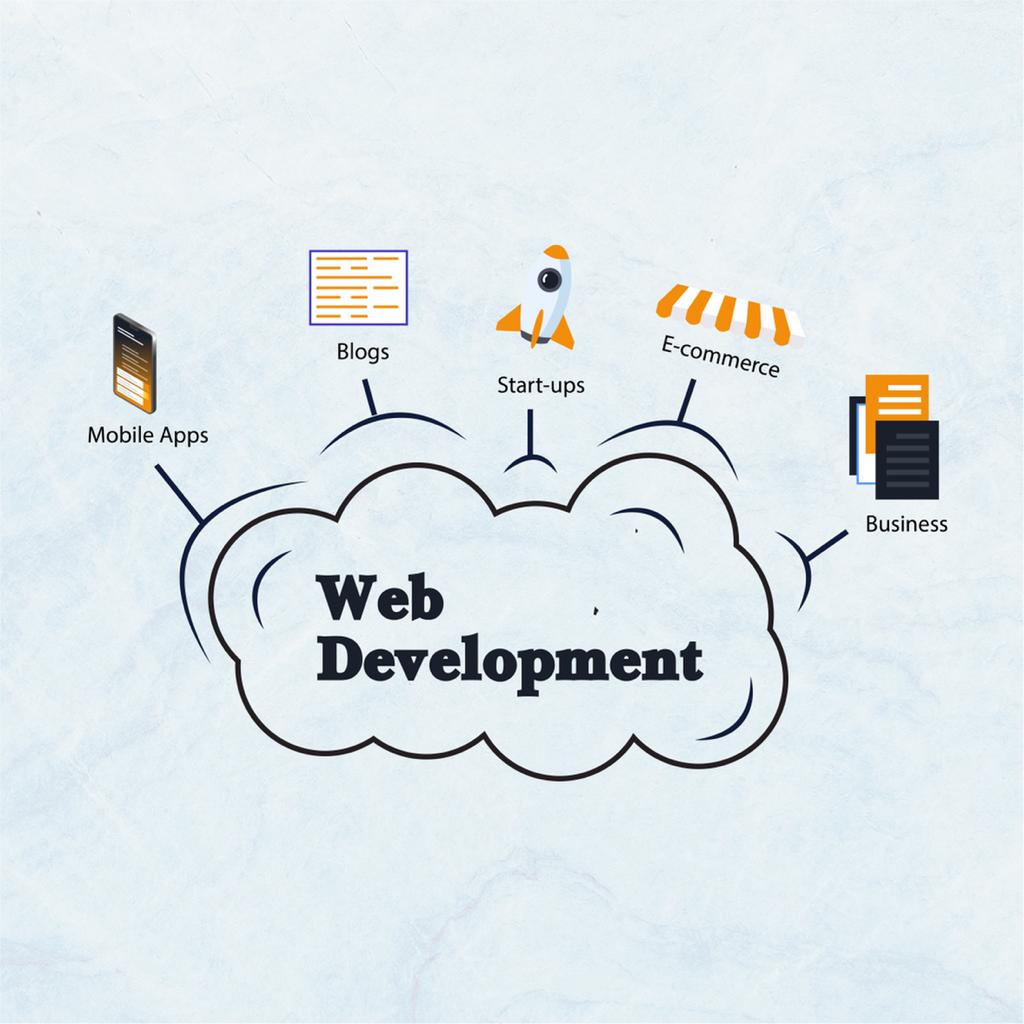 Mobile Apps
Blogs
Start-ups
E-commerce
Business
Web
Development